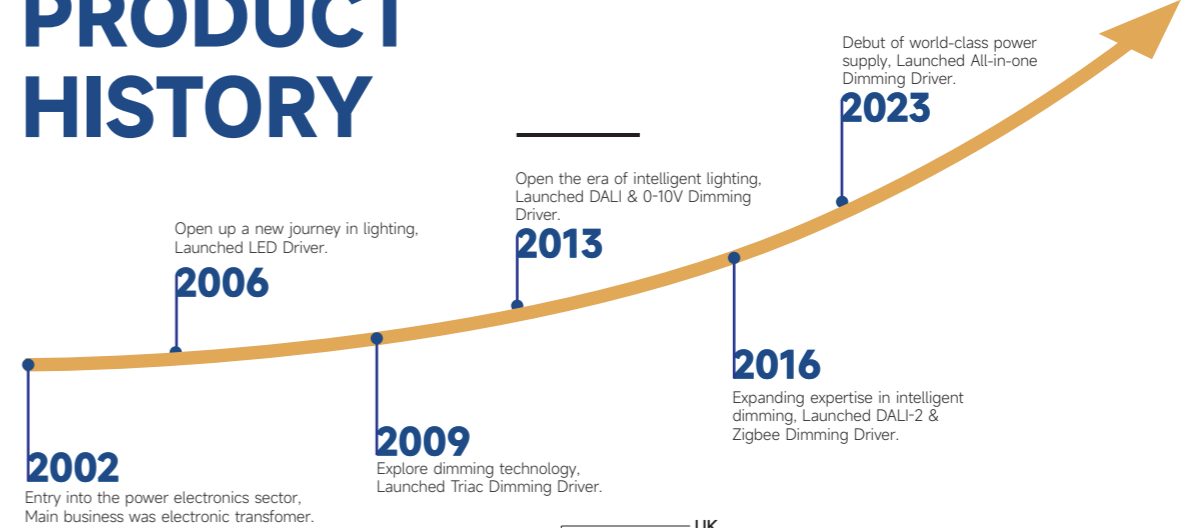 PRODUCT
HISTORY
Debut of world-class power
supply, Launched All-in-one
Dimming Driver.
2023
Open the era of intelligent lighting,
Launched DALI & 0-10V Dimming
Driver.
2013
Open up a new journey in lighting,
Launched LED Driver.
2006
2016
Expanding expertise in intelligent
dimming, Launched DALI-2 &
Zigbee Dimming Driver.
2009
Explore dimming technology,
Launched Triac Dimming Driver.
2002
Entry into the power electronics sector,
Main business was electronic transfomer.
UK